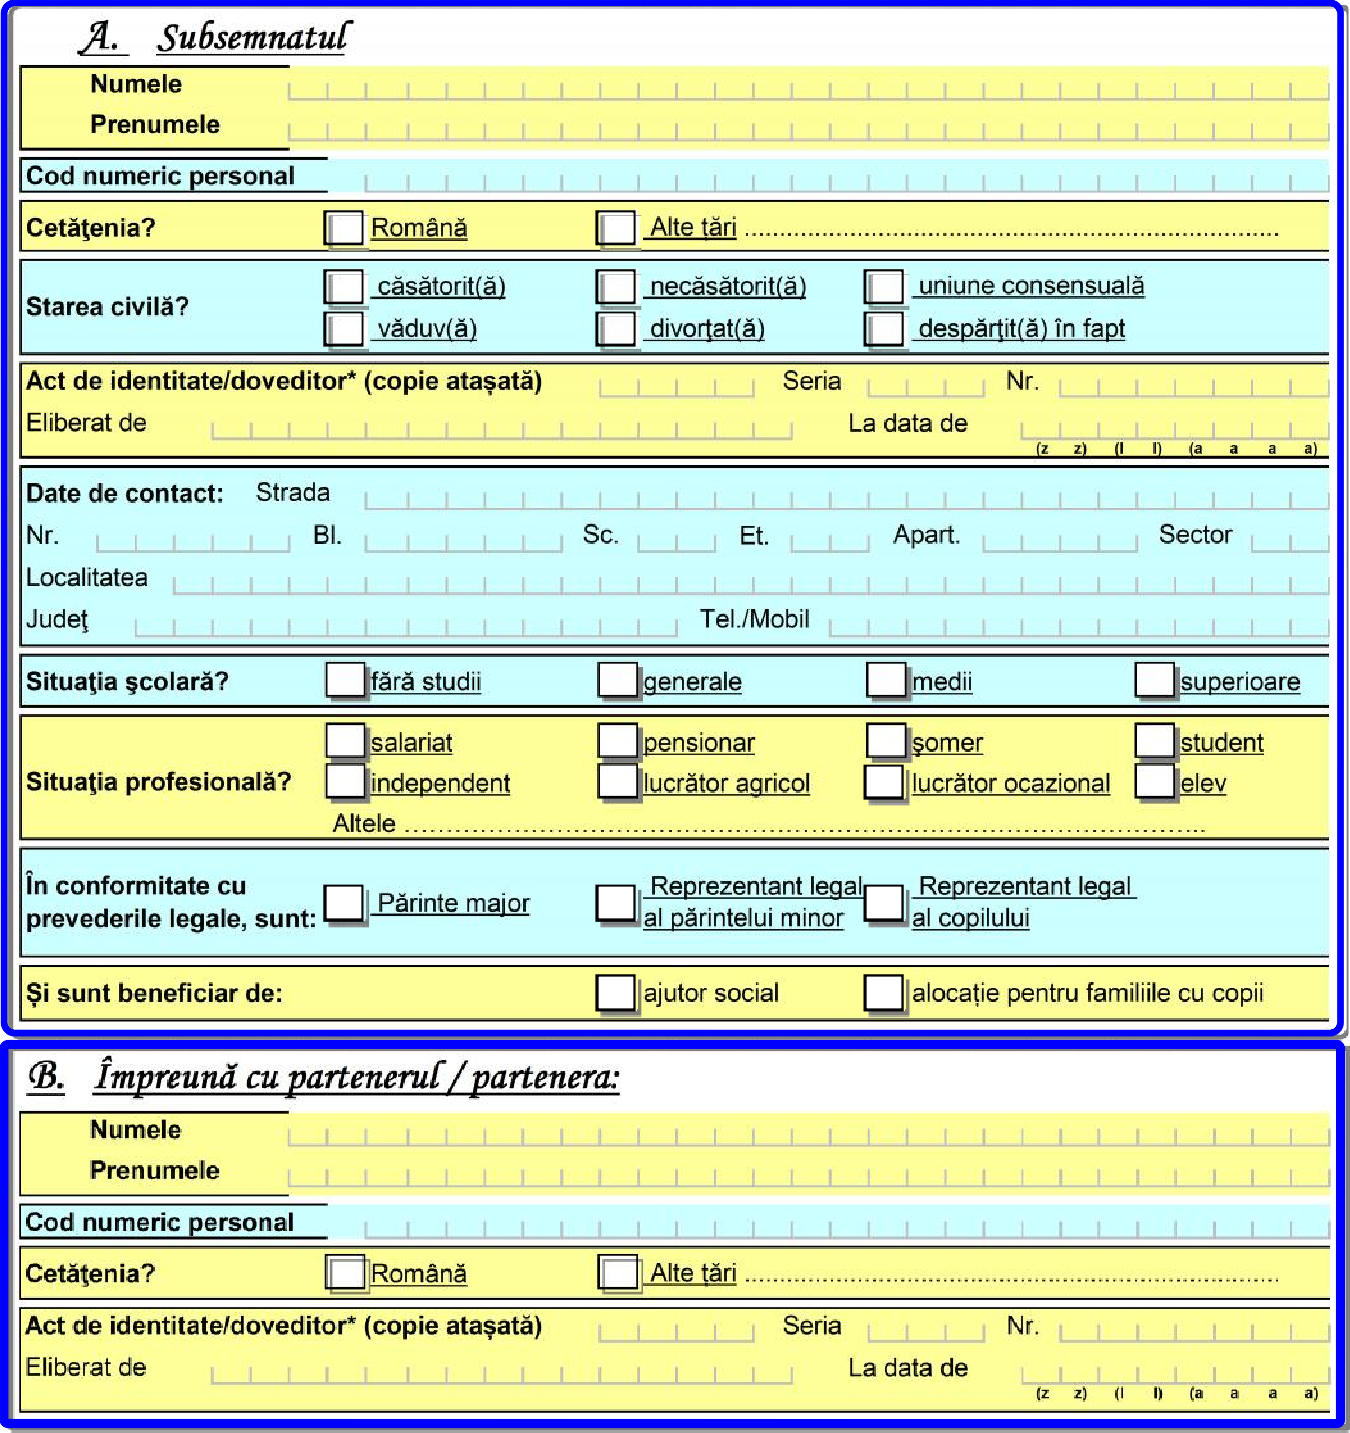 A. Subsemnatul
Numele
Prenumele
Cod numeric personal
Cetăţenia? Română Alte ţări ................................................................................
Starea civilă? căsătorit(ă) necăsătorit(ă) uniune consensuală
văduv(ă) divorţat(ă) despărţit(ă) în fapt
Act de identitate/doveditor* (copie ataşată) Seria Nr.
Eliberat de La data de
(z z) (l l) (a a a a)
Date de contact: Strada
Nr. Bl. Sc. Et. Apart. Sector
Localitatea
Judeţ Tel./Mobil
Situaţia şcolară? fără studii generale medii superioare
Situaţia profesională? salariat pensionar şomer student
independent lucrător agricol lucrător ocazional elev
Altele ................................................................................
În conformitate cu prevederile legale, sunt: Părinte major Reprezentant legal al părintelui minor Reprezentant legal al copilului
Și sunt beneficiar de: ajutor social alocație pentru familiile cu copii
B. Împreună cu partenerul / partenera:
Numele
Prenumele
Cod numeric personal
Cetăţenia? Română Alte ţări ................................................................................
Act de identitate/doveditor* (copie ataşată) Seria Nr.
Eliberat de La data de
(z z) (l l) (a a a a)